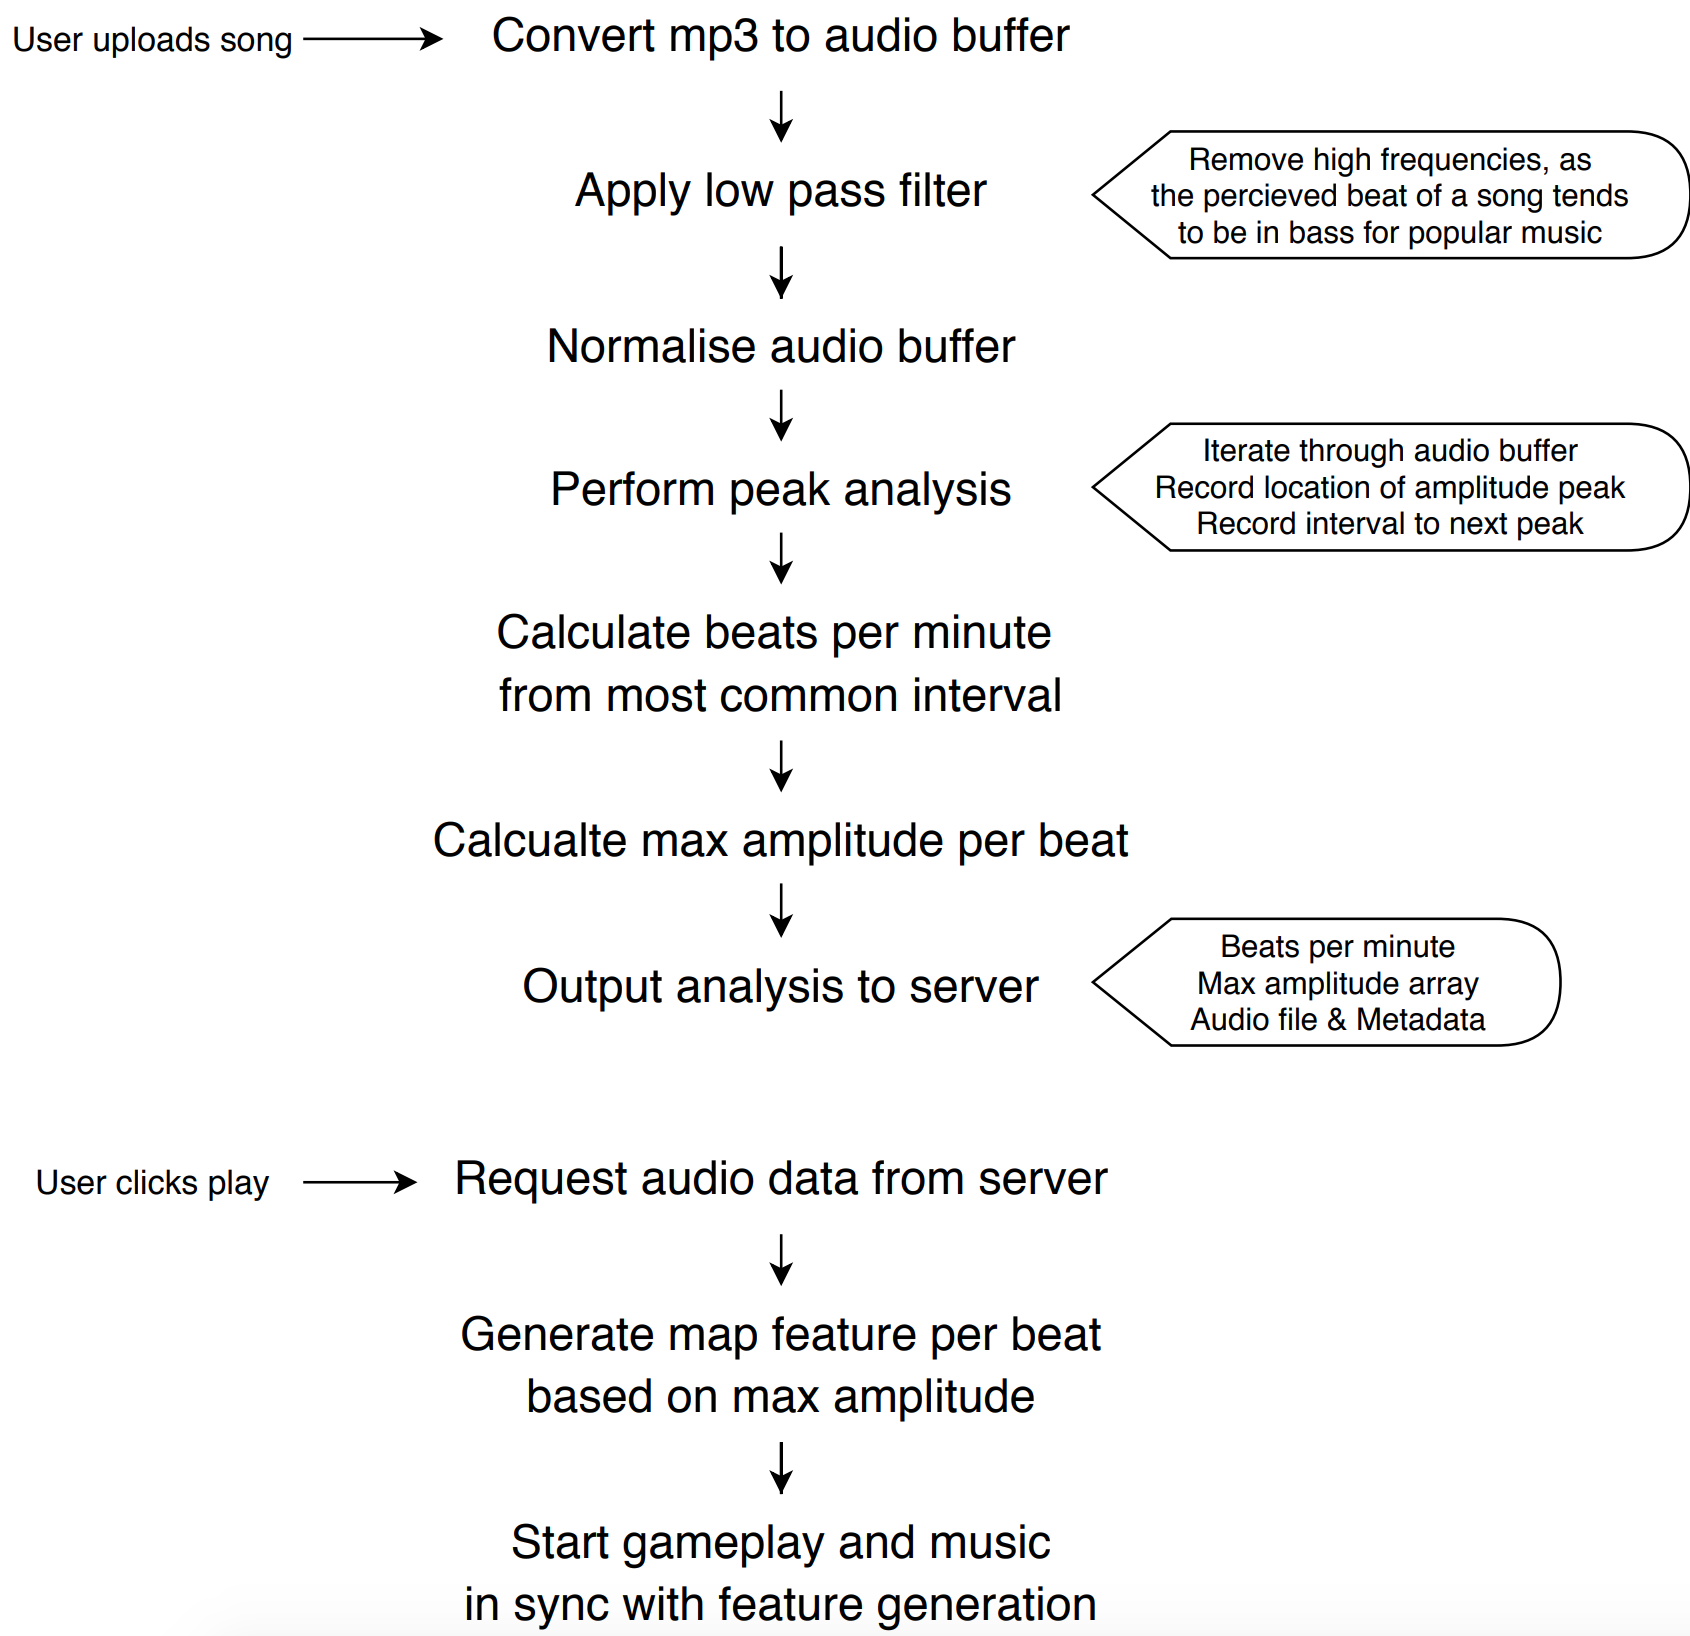 User uploads song
Convert mp3 to audio buffer
Apply low pass filter
Remove high frequencies, as
the percieved beat of a song tends
to be in bass for popular music
Normalise audio buffer
Perform peak analysis
Iterate through audio buffer
Record location of amplitude peak
Record interval to next peak
Calculate beats per minute
from most common interval
Calcualte max amplitude per beat
Output analysis to server
Beats per minute
Max amplitude array
Audio file & Metadata
User clicks play
Request audio data from server
Generate map feature per beat
based on max amplitude
Start gameplay and music
in sync with feature generation